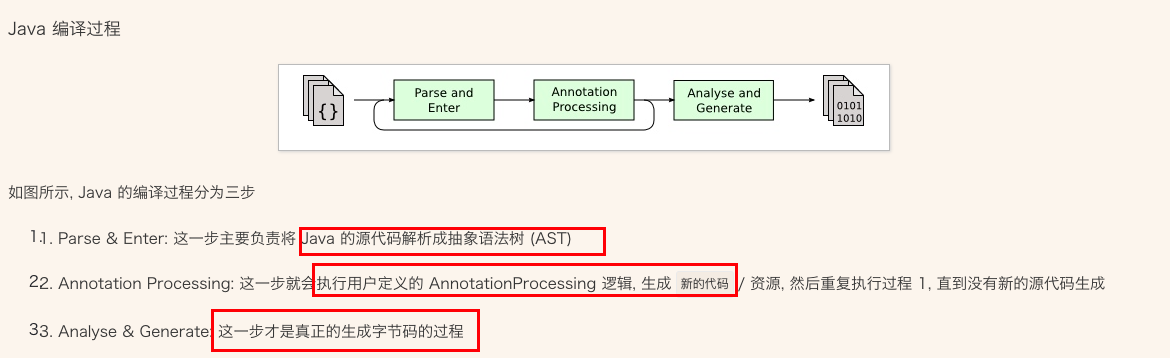 Java 编译过程
{}
Parse and
Enter
Annotation
Processing
Analyse and
Generate
0101
1010
如图所示, Java 的编译过程分为三步
1.1. Parse & Enter: 这一步主要负责将 Java 的源代码解析成抽象语法树 (AST)
22. Annotation Processing: 这一步就会执行用户定义的 AnnotationProcessing 逻辑, 生成 新的代码 / 资源, 然后重复执行过程 1, 直到没有新的源代码生成
33. Analyse & Generate: 这一步才是真正的生成字节码的过程